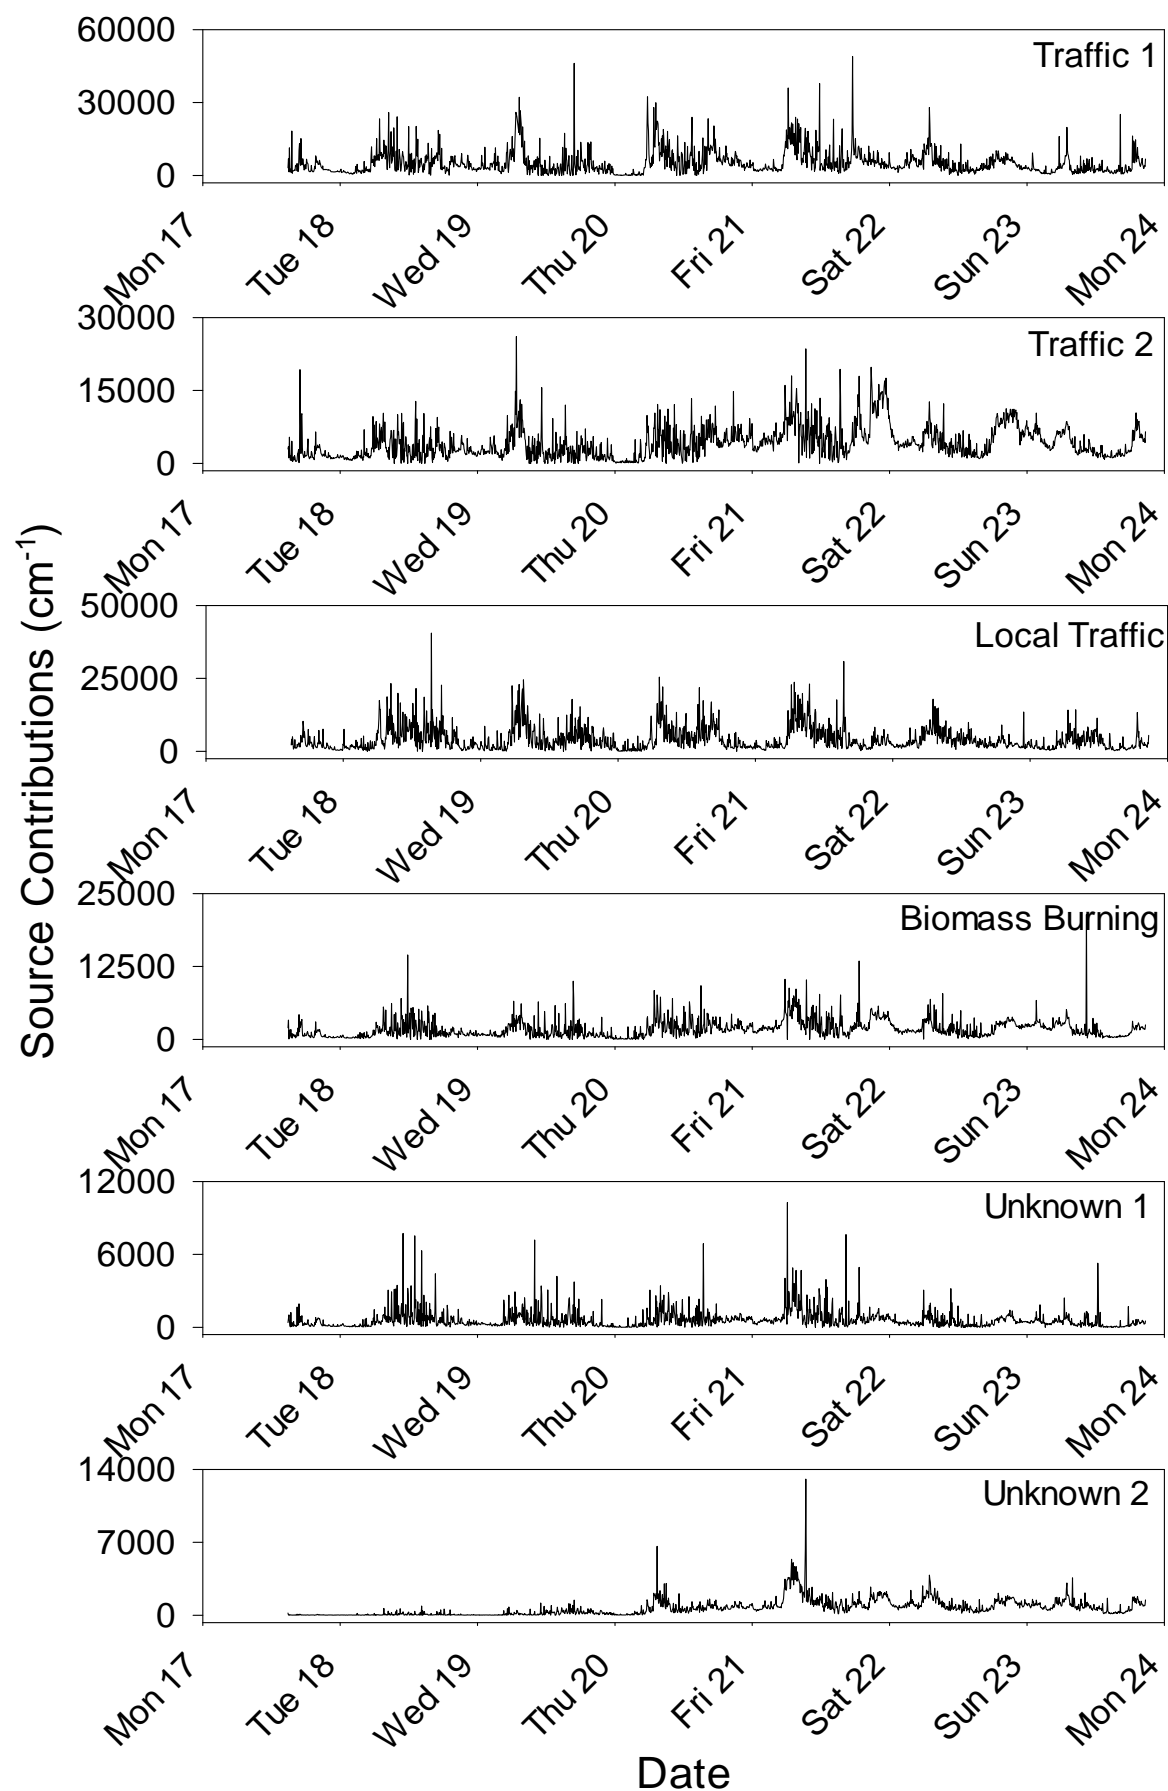 60000
Traffic 1
30000
0
Mon 17
Tue 18
Wed 19
Thu 20
Fri 21
Sat 22
Sun 23
Mon 24
30000
Traffic 2
15000
0
Mon 17
Tue 18
Wed 19
Thu 20
Fri 21
Sat 22
Sun 23
Mon 24
Source Contributions (cm-1)
50000
Local Traffic
25000
0
Mon 17
Tue 18
Wed 19
Thu 20
Fri 21
Sat 22
Sun 23
Mon 24
25000
Biomass Burning
12500
0
Mon 17
Tue 18
Wed 19
Thu 20
Fri 21
Sat 22
Sun 23
Mon 24
12000
Unknown 1
6000
0
Mon 17
Tue 18
Wed 19
Thu 20
Fri 21
Sat 22
Sun 23
Mon 24
14000
Unknown 2
7000
0
Mon 17
Tue 18
Wed 19
Thu 20
Fri 21
Sat 22
Sun 23
Mon 24
Date